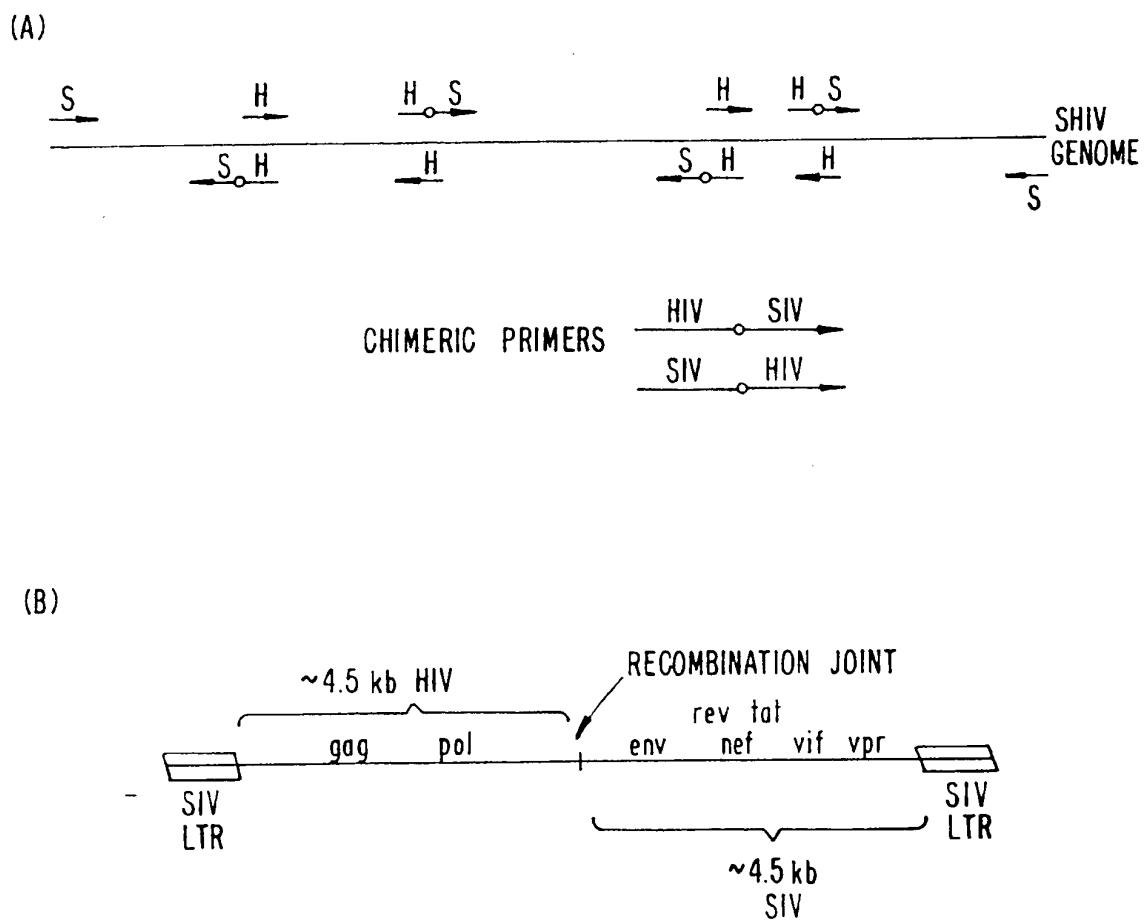 (A)
S H H S H H S
SHIV
GENOME
S H H S H H
S
CHIMERIC PRIMERS
HIV SIV
SIV HIV
(B)
RECOMBINATION JOINT
~4.5 kb HIV
rev tat
gag pol env nef vif vpr
SIV
LTR
SIV
LTR
~4.5 kb
SIV